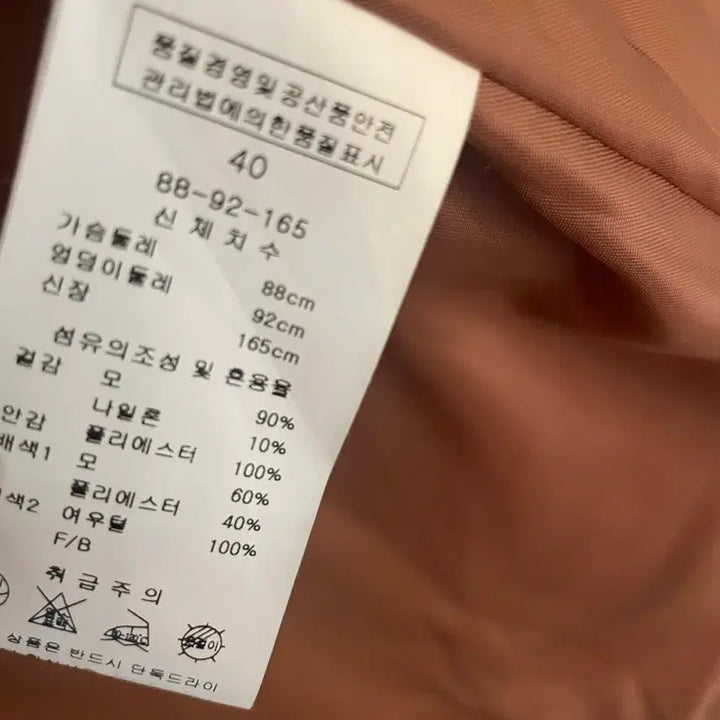 품질경영및공산품안전
관리법에의한품질표시
40
88-92-165
신 체 치 수
가슴둘레 88cm
엉덩이둘레 92cm
신장 165cm
섬유의조성 및 혼용율
겉감 모 90%
나일론 10%
안감 폴리에스터 100%
배색1 모 60%
폴리에스터 40%
색2 여우털 100%
F/B
취 급 주 의
상품은 반드시 단독드라이